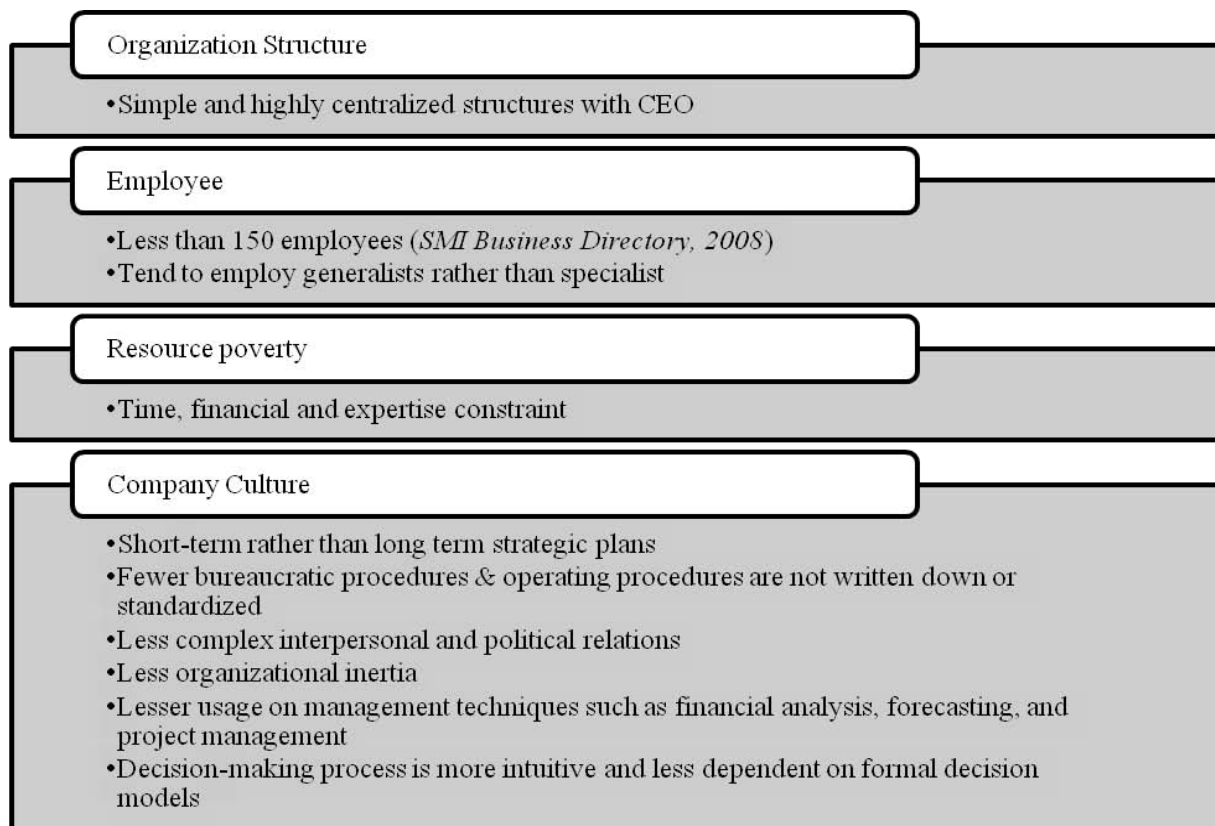 Organization Structure
•Simple and highly centralized structures with CEO
Employee
•Less than 150 employees (SMI Business Directory, 2008)
•Tend to employ generalists rather than specialist
Resource poverty
•Time, financial and expertise constraint
Company Culture
•Short-term rather than long term strategic plans
•Fewer bureaucratic procedures & operating procedures are not written down or
standardized
•Less complex interpersonal and political relations
•Less organizational inertia
•Lesser usage on management techniques such as financial analysis, forecasting, and
project management
•Decision-making process is more intuitive and less dependent on formal decision
models